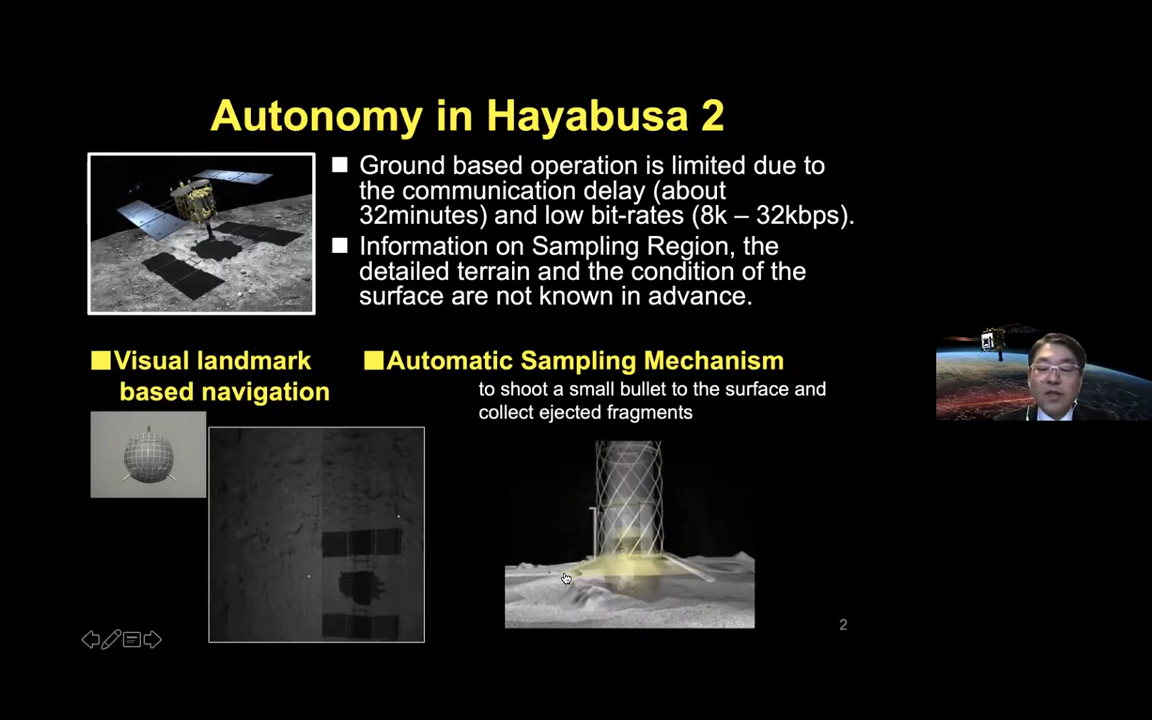 Autonomy in Hayabusa 2
■ Ground based operation is limited due to
the communication delay (about
32minutes) and low bit-rates (8k – 32kbps).
■ Information on Sampling Region, the
detailed terrain and the condition of the
surface are not known in advance.
■Visual landmark
based navigation
■Automatic Sampling Mechanism
to shoot a small bullet to the surface and
collect ejected fragments
2